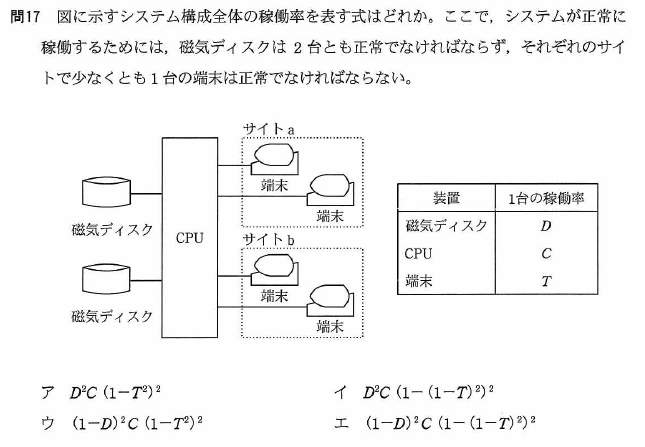 問17 図に示すシステム構成全体の稼働率を表す式はどれか。ここで，システムが正常に
稼働するためには，磁気ディスクは 2 台とも正常でなければならず，それぞれのサイ
トで少なくとも 1 台の端末は正常でなければならない。
サイト a
端末
端末
磁気ディスク
CPU
サイト b
端末
端末
磁気ディスク
装置 1台の稼働率
磁気ディスク D
CPU C
端末 T
ア D²C (1−T²)² イ D²C (1−(1−T)²)²
ウ (1−D)²C (1−T²)² エ (1−D)²C (1−(1−T)²)²